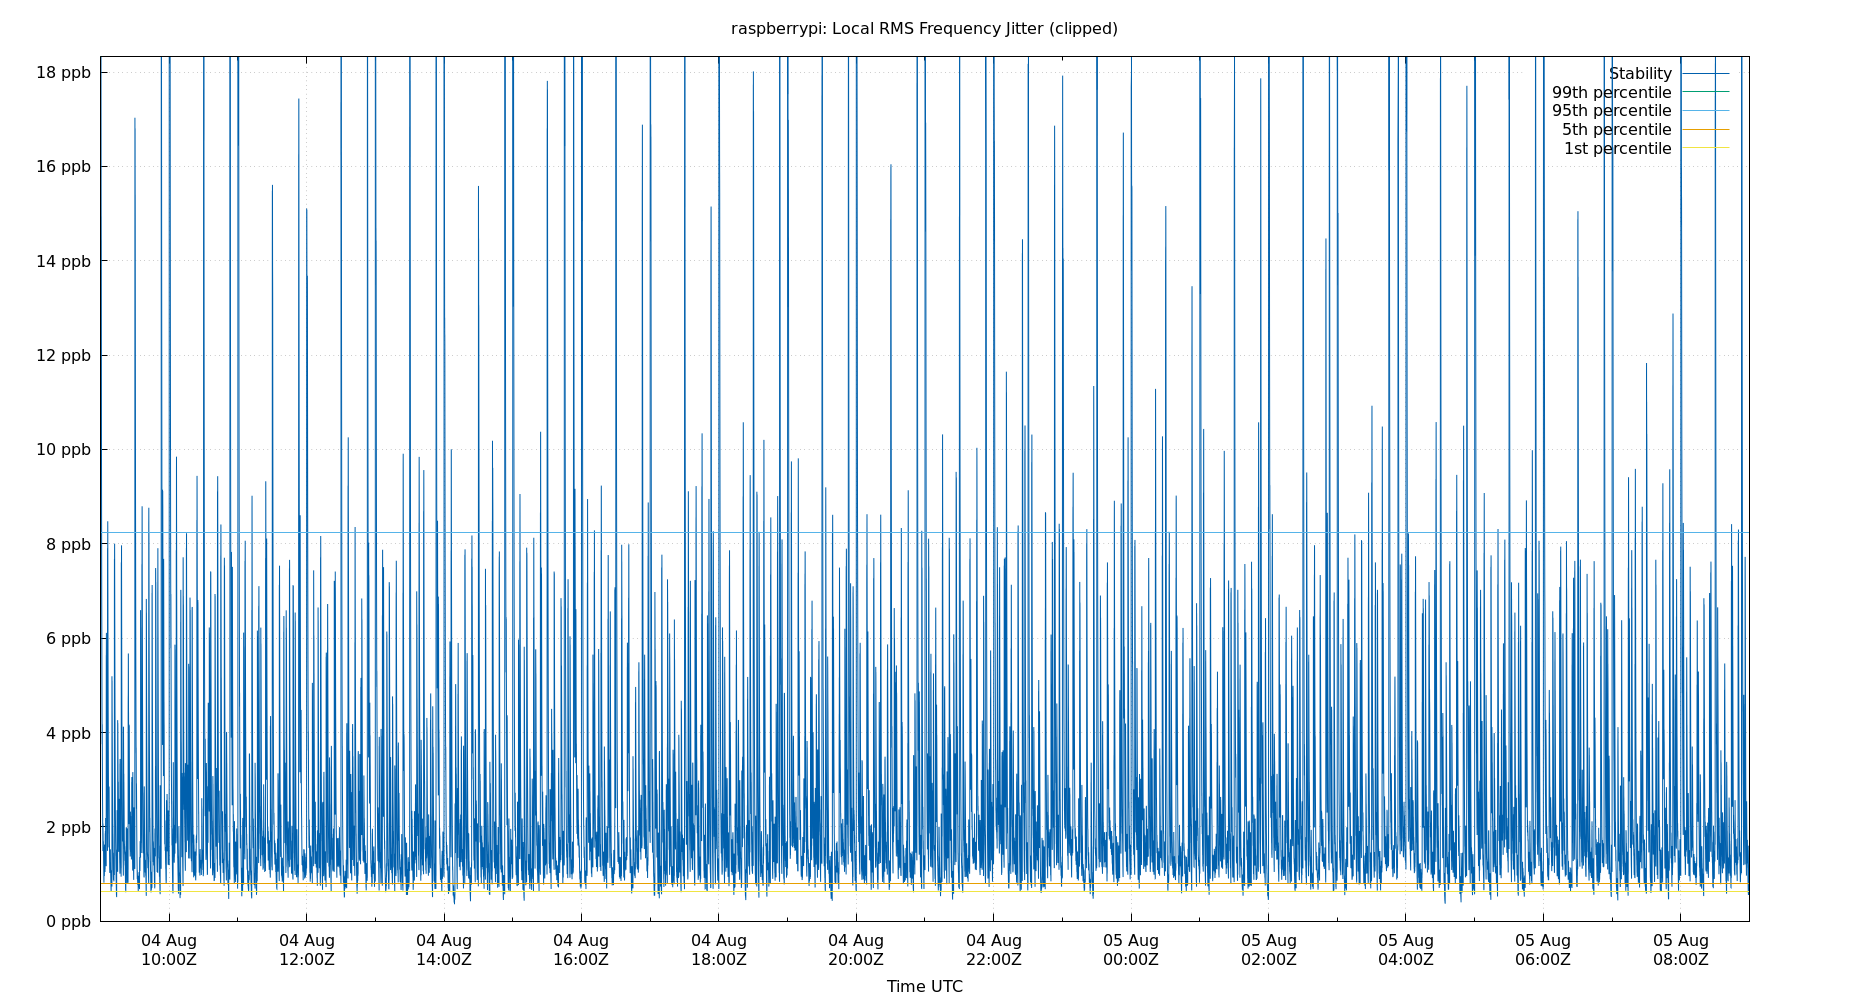 raspberrypi: Local RMS Frequency Jitter (clipped)
18 ppb
16 ppb
14 ppb
12 ppb
10 ppb
8 ppb
6 ppb
4 ppb
2 ppb
0 ppb
Stability
99th percentile
95th percentile
5th percentile
1st percentile
04 Aug 04 Aug 04 Aug 04 Aug 04 Aug 04 Aug 04 Aug 05 Aug 05 Aug 05 Aug 05 Aug 05 Aug
10:00Z 12:00Z 14:00Z 16:00Z 18:00Z 20:00Z 22:00Z 00:00Z 02:00Z 04:00Z 06:00Z 08:00Z
Time UTC